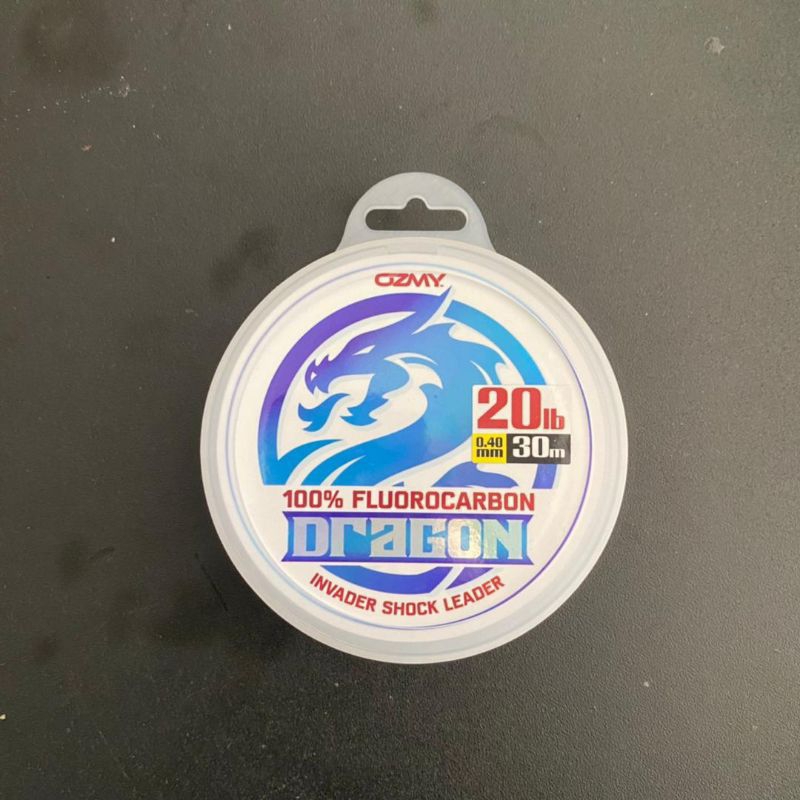 OZMY
20lb
0.40 mm
30m
100% FLUOROCARBON
DRAGON
INVADER SHOCK LEADER